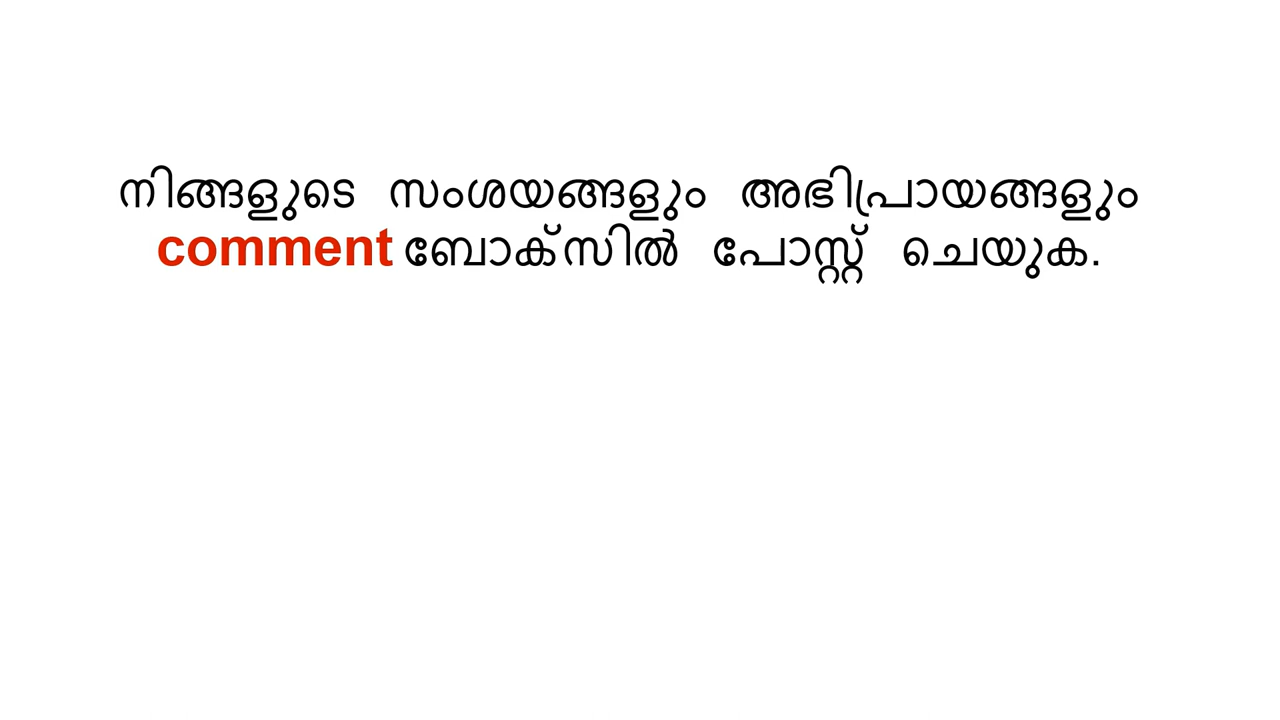 നിങ്ങളുടെ സംശയങ്ങളും അഭിപ്രായങ്ങളും
comment ബോക്സിൽ പോസ്റ്റ് ചെയുക.